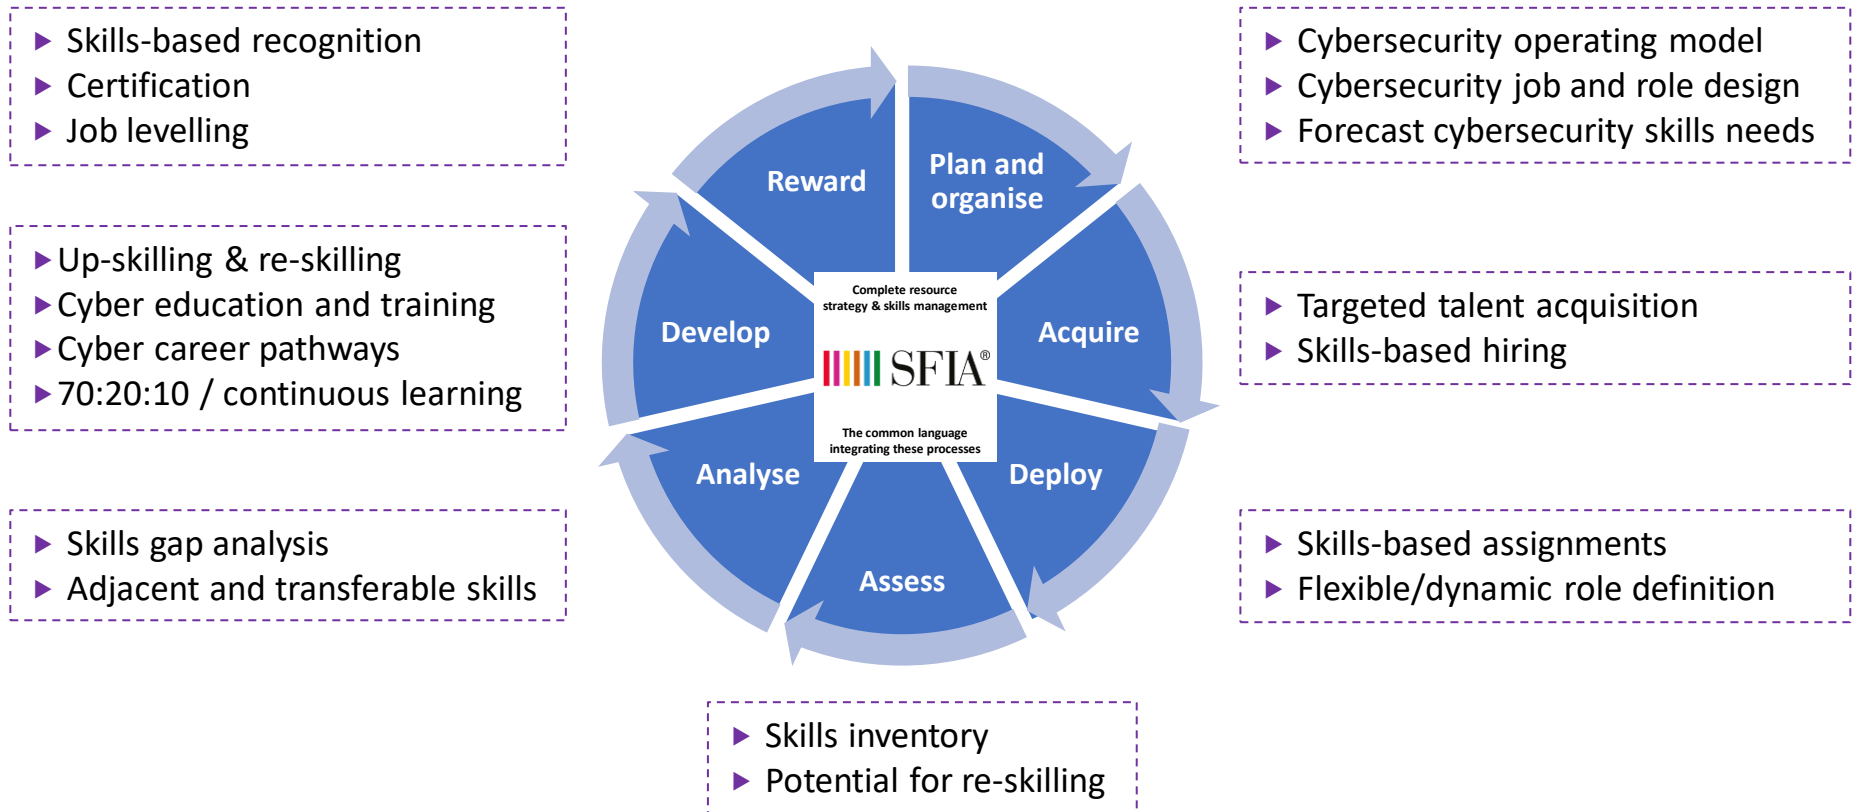 Skills-based recognition
Certification
Job levelling
Up-skilling & re-skilling
Cyber education and training
Cyber career pathways
70:20:10 / continuous learning
Skills gap analysis
Adjacent and transferable skills
Reward
Plan and
organise
Develop
Acquire
Analyse
Deploy
Assess
Complete resource
strategy & skills management
SFIA®
The common language
integrating these processes
Cybersecurity operating model
Cybersecurity job and role design
Forecast cybersecurity skills needs
Targeted talent acquisition
Skills-based hiring
Skills-based assignments
Flexible/dynamic role definition
Skills inventory
Potential for re-skilling